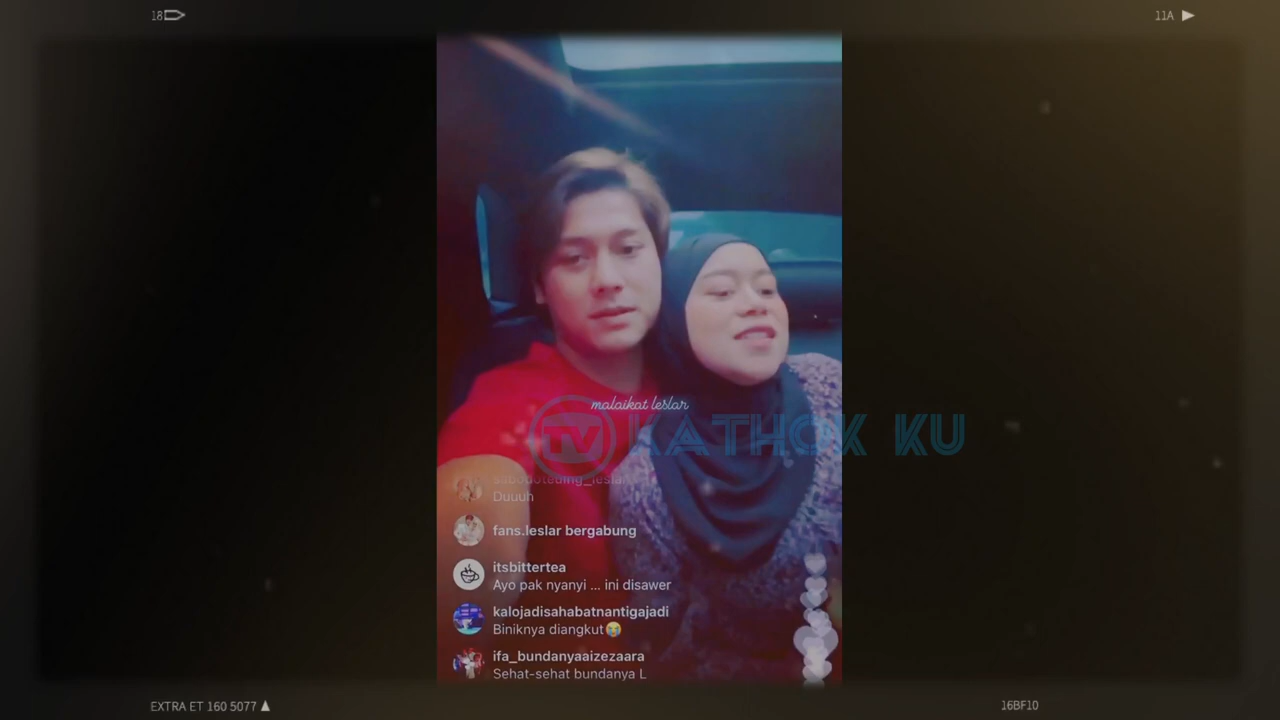 18
11A
malaikat leslar
TV KATHOK KU
Duuuh
fans.leslar bergabung
itsbittertea
Ayo pak nyanyi ... ini disawer
kalojadisahabatnantigajadi
Biniknya diangkut😭
ifa_bundanyaaizezaara
Sehat-sehat bundanya L
EXTRA ET 160 5077
16BF10